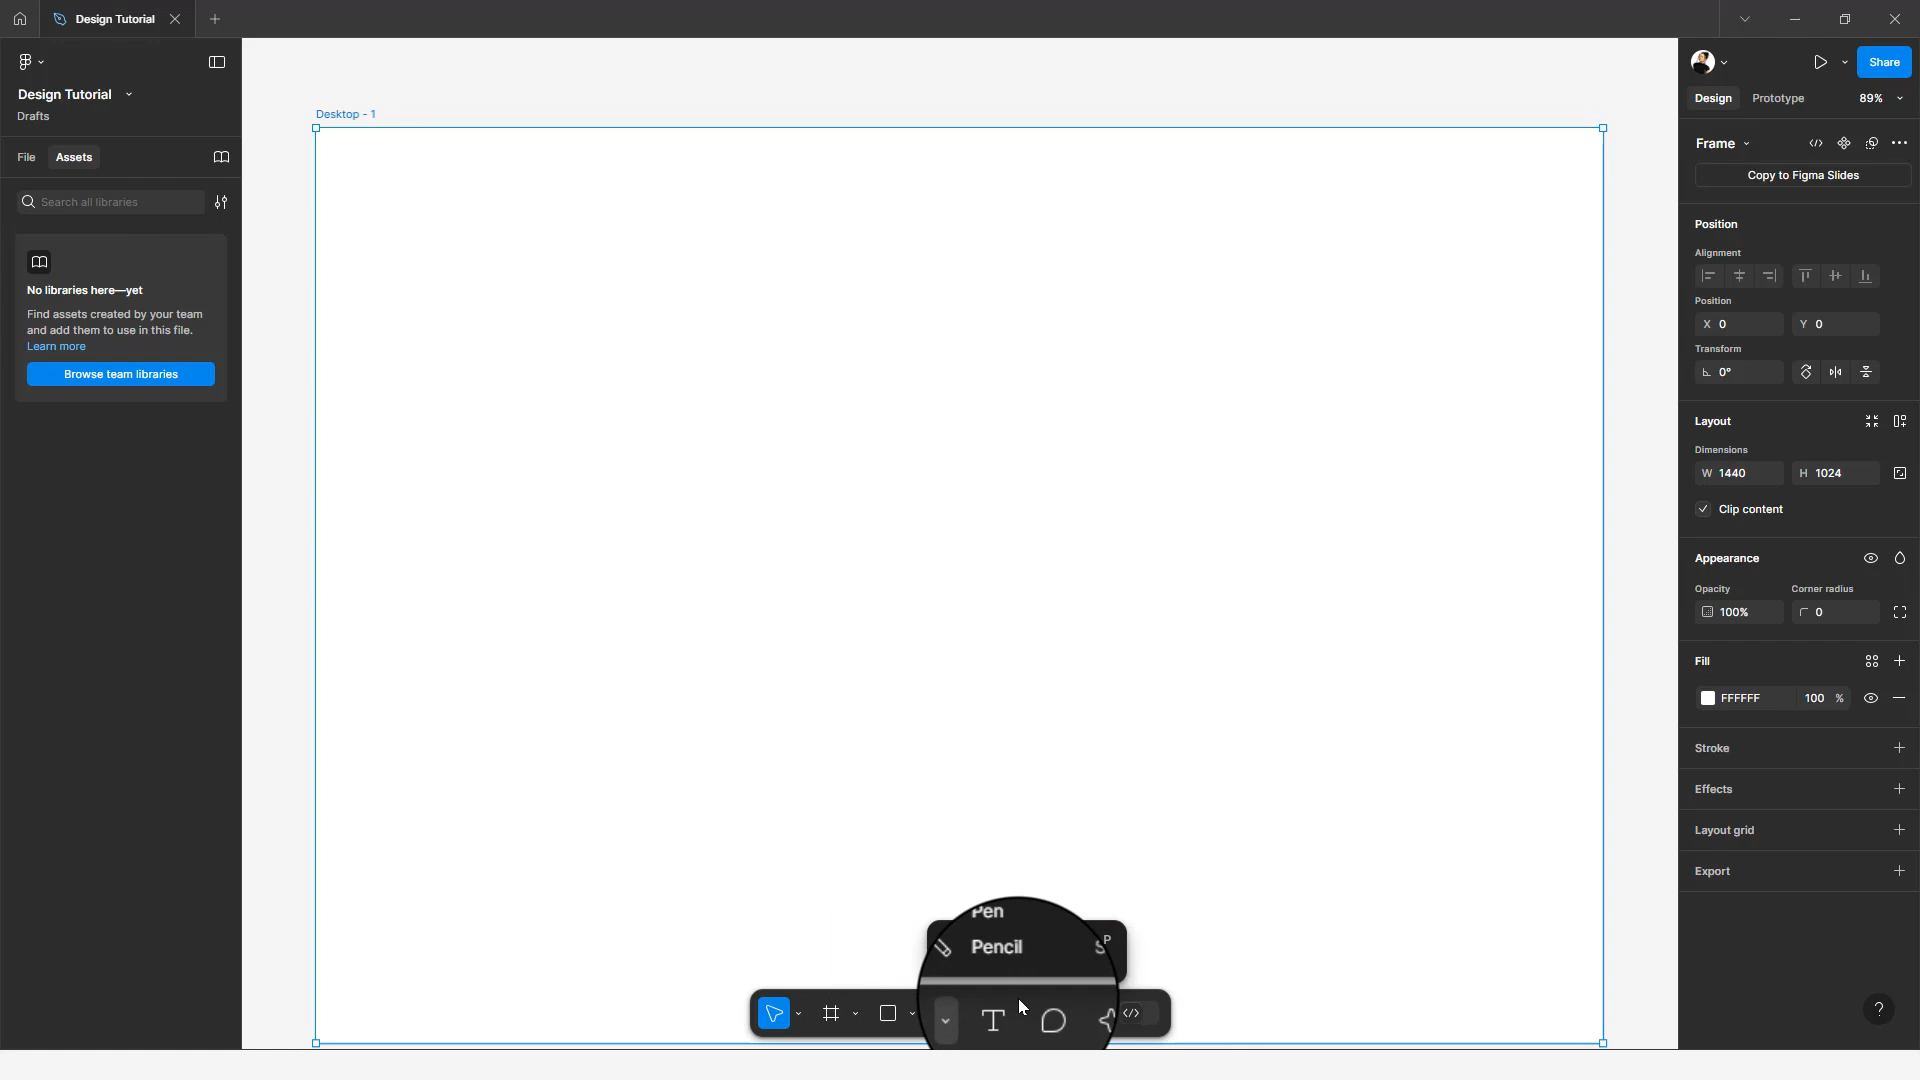 Design Tutorial
Design Tutorial
Drafts
File
Assets
Search all libraries
No libraries here—yet
Find assets created by your team
and add them to use in this file.
Learn more
Browse team libraries
Desktop - 1
Pen
Pencil
P
T
Share
Design
Prototype
89%
Frame
Copy to Figma Slides
Position
Alignment
Position
X 0
Y 0
Transform
0°
Layout
Dimensions
W 1440
H 1024
Clip content
Appearance
Opacity
Corner radius
100%
0
Fill
FFFFFF
100 %
Stroke
Effects
Layout grid
Export
?